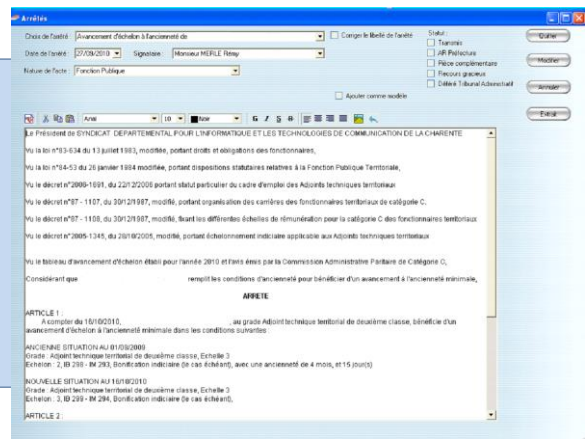 Arrêtés
Choix de l'arrêté : Avancement d'échelon à l'ancienneté de
Corriger le libellé de l'arrêté
Statut :
Transmis
AR Préfecture
Pièce complémentaire
Recours gracieux
Déféré Tribunal Administratif
Date de l'arrêté : 27/09/2010 Signataire : Monsieur MERLE Rémy
Nature de l'acte : Fonction Publique
Ajouter comme modèle
Quitter
Modifier
Annuler
Extrait
Arial 10 Noir G I S
Le Président de SYNDICAT DEPARTEMENTAL POUR L'INFORMATIQUE ET LES TECHNOLOGIES DE COMMUNICATION DE LA CHARENTE
Vu la loi n°83-634 du 13 juillet 1983, modifiée, portant droits et obligations des fonctionnaires,
Vu la loi n°84-53 du 26 janvier 1984 modifiée, portant dispositions statutaires relatives à la Fonction Publique Territoriale,
Vu le décret n°2006-1691, du 22/12/2006 portant statut particulier du cadre d'emploi des Adjoints techniques territoriaux
Vu le décret n°87 - 1107, du 30/12/1987, modifié, portant organisation des carrières des fonctionnaires territoriaux de catégorie C.
Vu le décret n°87 - 1108, du 30/12/1987, modifié, fixant les différentes échelles de rémunération pour la catégorie C des fonctionnaires territoriaux
Vu le décret n°2005-1345, du 28/10/2005, modifié, portant échelonnement indiciaire applicable aux Adjoints techniques territoriaux
Vu le tableau d'avancement d'échelon établi pour l'année 2010 et l'avis émis par la Commission Administrative Paritaire de Catégorie C,
Considérant que remplit les conditions d'ancienneté pour bénéficier d'un avancement à l'ancienneté minimale,
ARRETE
ARTICLE 1 :
A compter du 16/10/2010, , au grade Adjoint technique territorial de deuxième classe, bénéficie d'un
avancement d'échelon à l'ancienneté minimale dans les conditions suivantes :
ANCIENNE SITUATION AU 01/09/2009
Grade : Adjoint technique territorial de deuxième classe, Echelle 3
Echelon : 2, IB 298 - IM 293, Bonification indiciaire (le cas échéant), avec une ancienneté de 4 mois, et 15 jour(s)
NOUVELLE SITUATION AU 16/10/2010
Grade : Adjoint technique territorial de deuxième classe, Echelle 3
Echelon : 3, IB 299 - IM 294, Bonification indiciaire (le cas échéant),
ARTICLE 2 :